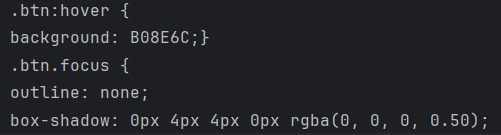 .btn:hover {
background: B08E6C;}
.btn.focus {
outline: none;
box-shadow: 0px 4px 4px 0px rgba(0, 0, 0, 0.50);